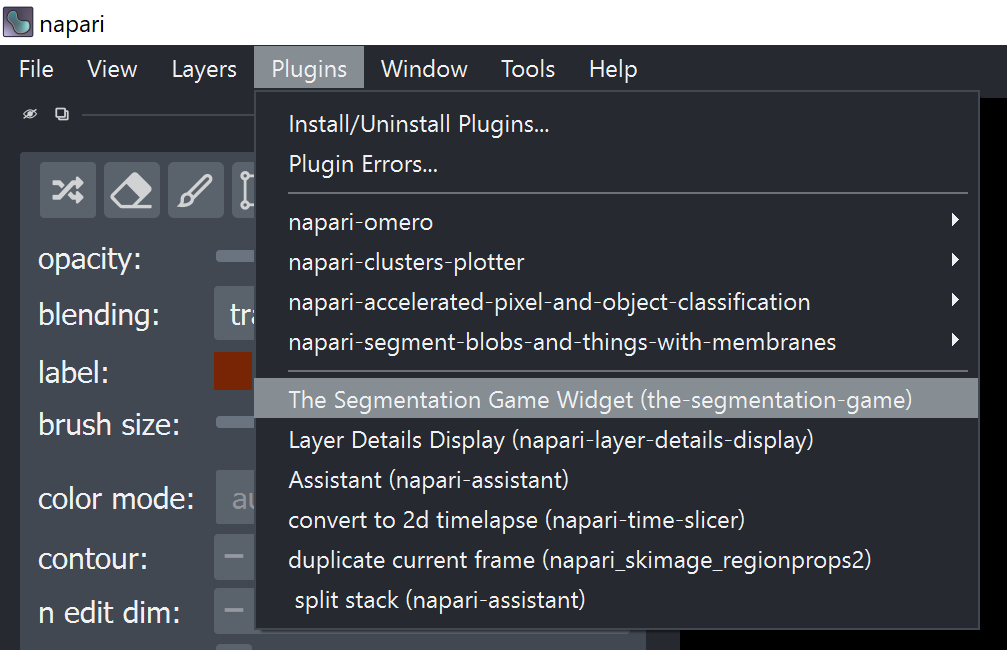 napari
File View Layers Plugins Window Tools Help
Install/Uninstall Plugins...
Plugin Errors...
napari-omero
opacity:
napari-clusters-plotter
napari-accelerated-pixel-and-object-classification
blending:
napari-segment-blobs-and-things-with-membranes
label:
The Segmentation Game Widget (the-segmentation-game)
brush size:
Layer Details Display (napari-layer-details-display)
Assistant (napari-assistant)
color mode:
convert to 2d timelapse (napari-time-slicer)
contour:
duplicate current frame (napari_skimage_regionprops2)
split stack (napari-assistant)
n edit dim: